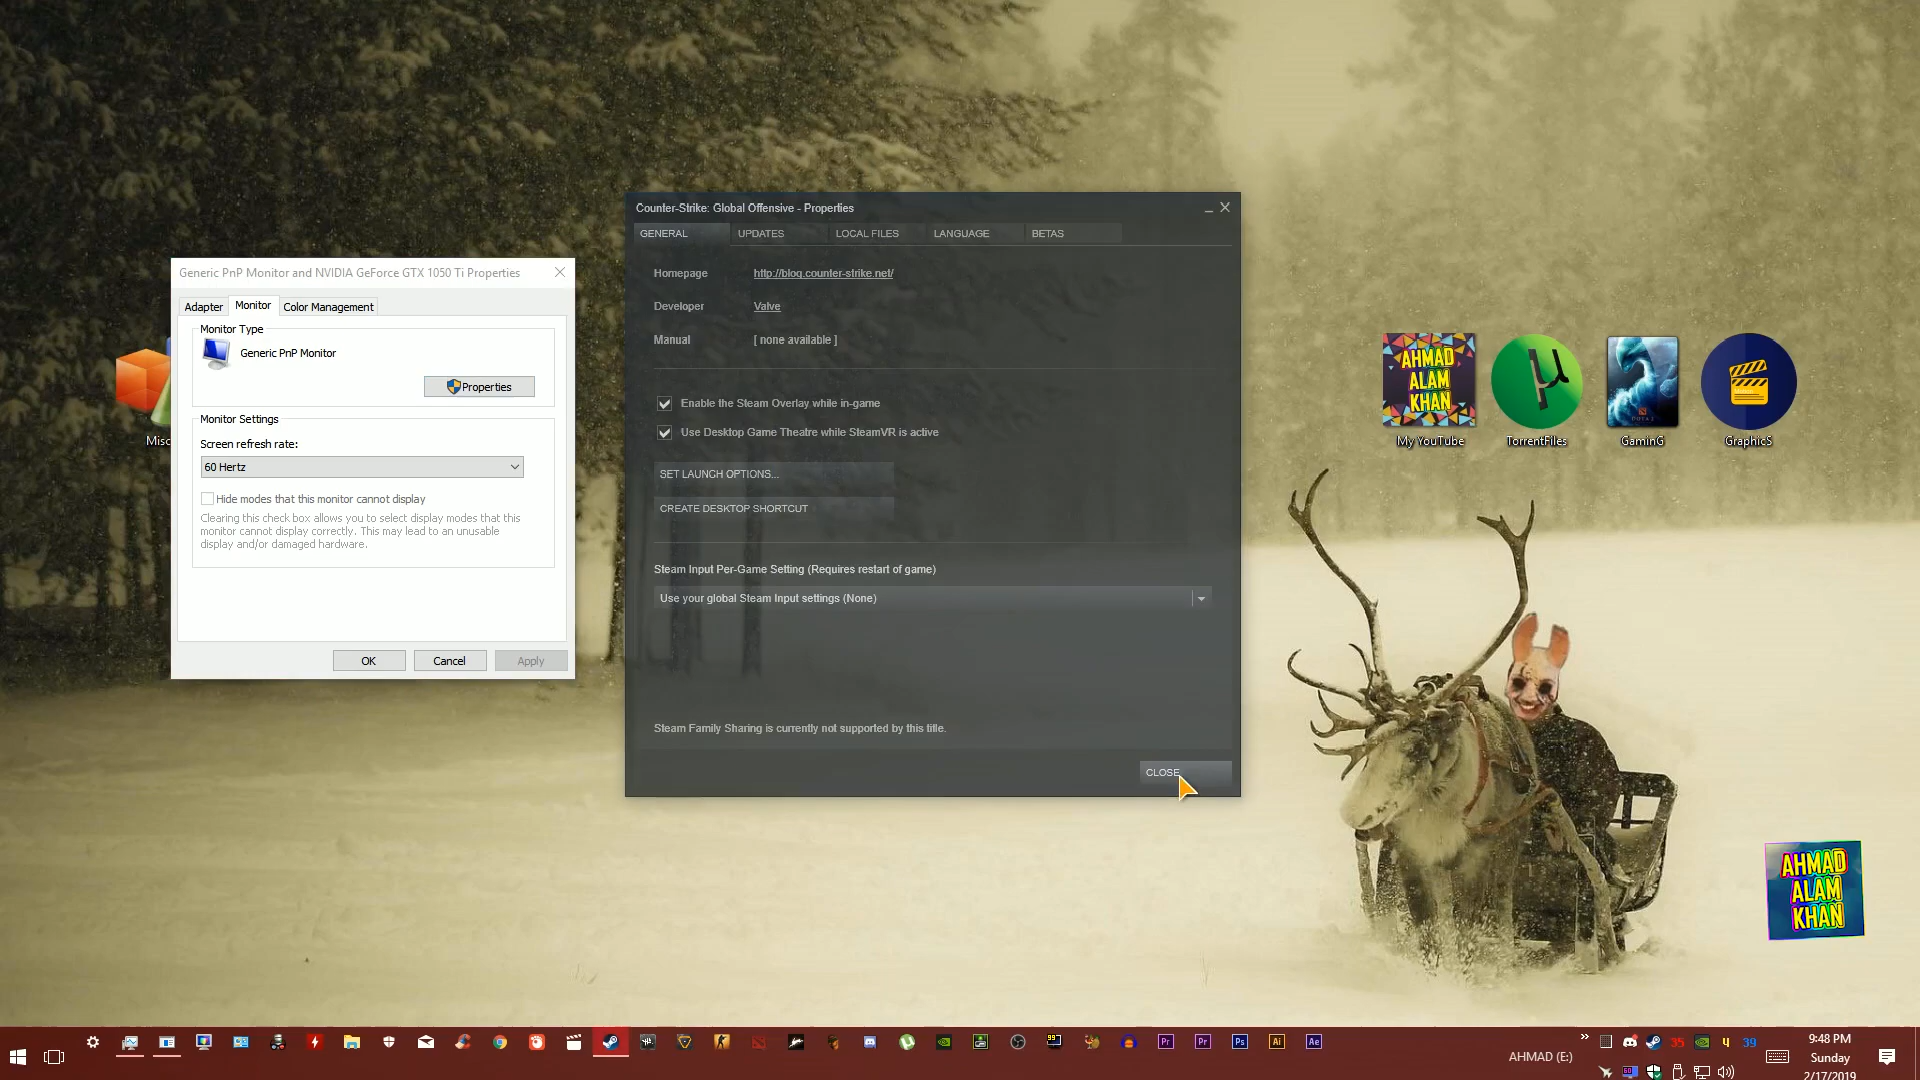 Counter-Strike: Global Offensive - Properties
GENERAL UPDATES LOCAL FILES LANGUAGE BETAS
Homepage http://blog.counter-strike.net/
Developer Valve
Manual [ none available ]
Enable the Steam Overlay while in-game
Use Desktop Game Theatre while SteamVR is active
SET LAUNCH OPTIONS...
CREATE DESKTOP SHORTCUT
Steam Input Per-Game Setting (Requires restart of game)
Use your global Steam Input settings (None)
Steam Family Sharing is currently not supported by this title.
CLOSE
Generic PnP Monitor and NVIDIA GeForce GTX 1050 Ti Properties
Adapter Monitor Color Management
Monitor Type
Generic PnP Monitor
Properties
Monitor Settings
Screen refresh rate:
60 Hertz
Hide modes that this monitor cannot display
Clearing this check box allows you to select display modes that this
monitor cannot display correctly. This may lead to an unusable
display and/or damaged hardware.
OK Cancel Apply
Misc
AHMAD
ALAM
KHAN
My YouTube TorrentFiles GaminG GraphicS
AHMAD
ALAM
KHAN
Pr Pr Ps Ai Ae
AHMAD (E:)
35 39
9:48 PM
Sunday
2/17/2019